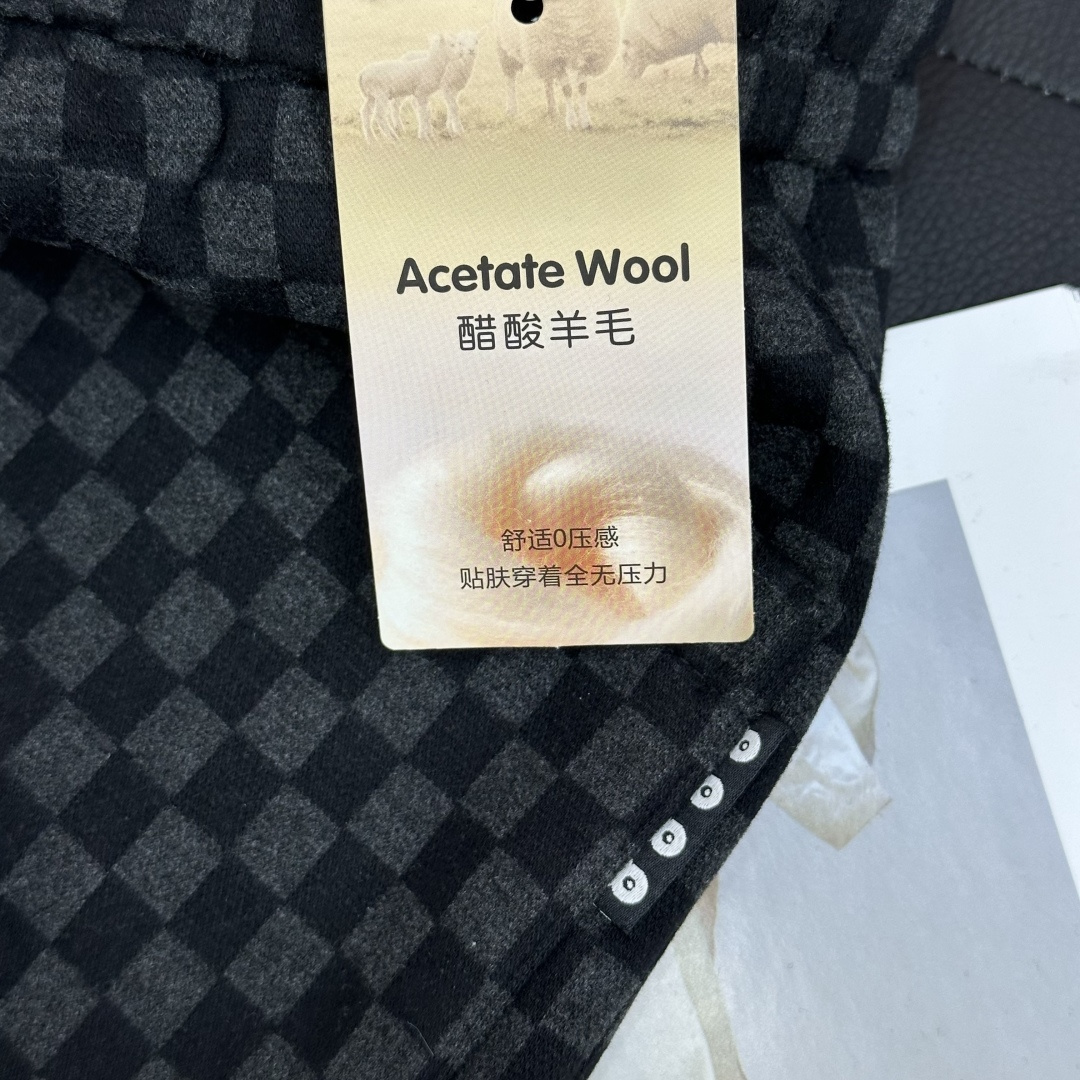 Acetate Wool
醋酸羊毛
舒适0压感
贴肤穿着全无压力